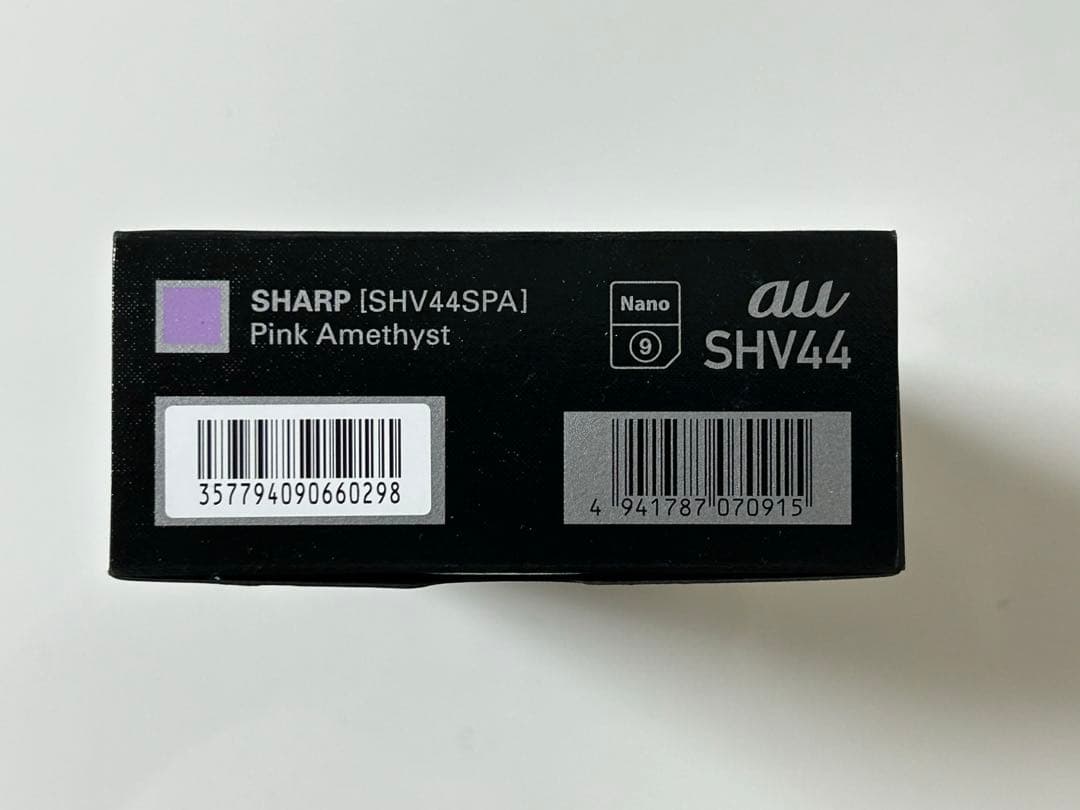 SHARP [SHV44SPA]
Pink Amethyst
Nano
9
au
SHV44
357794090660298
4 941787 070915